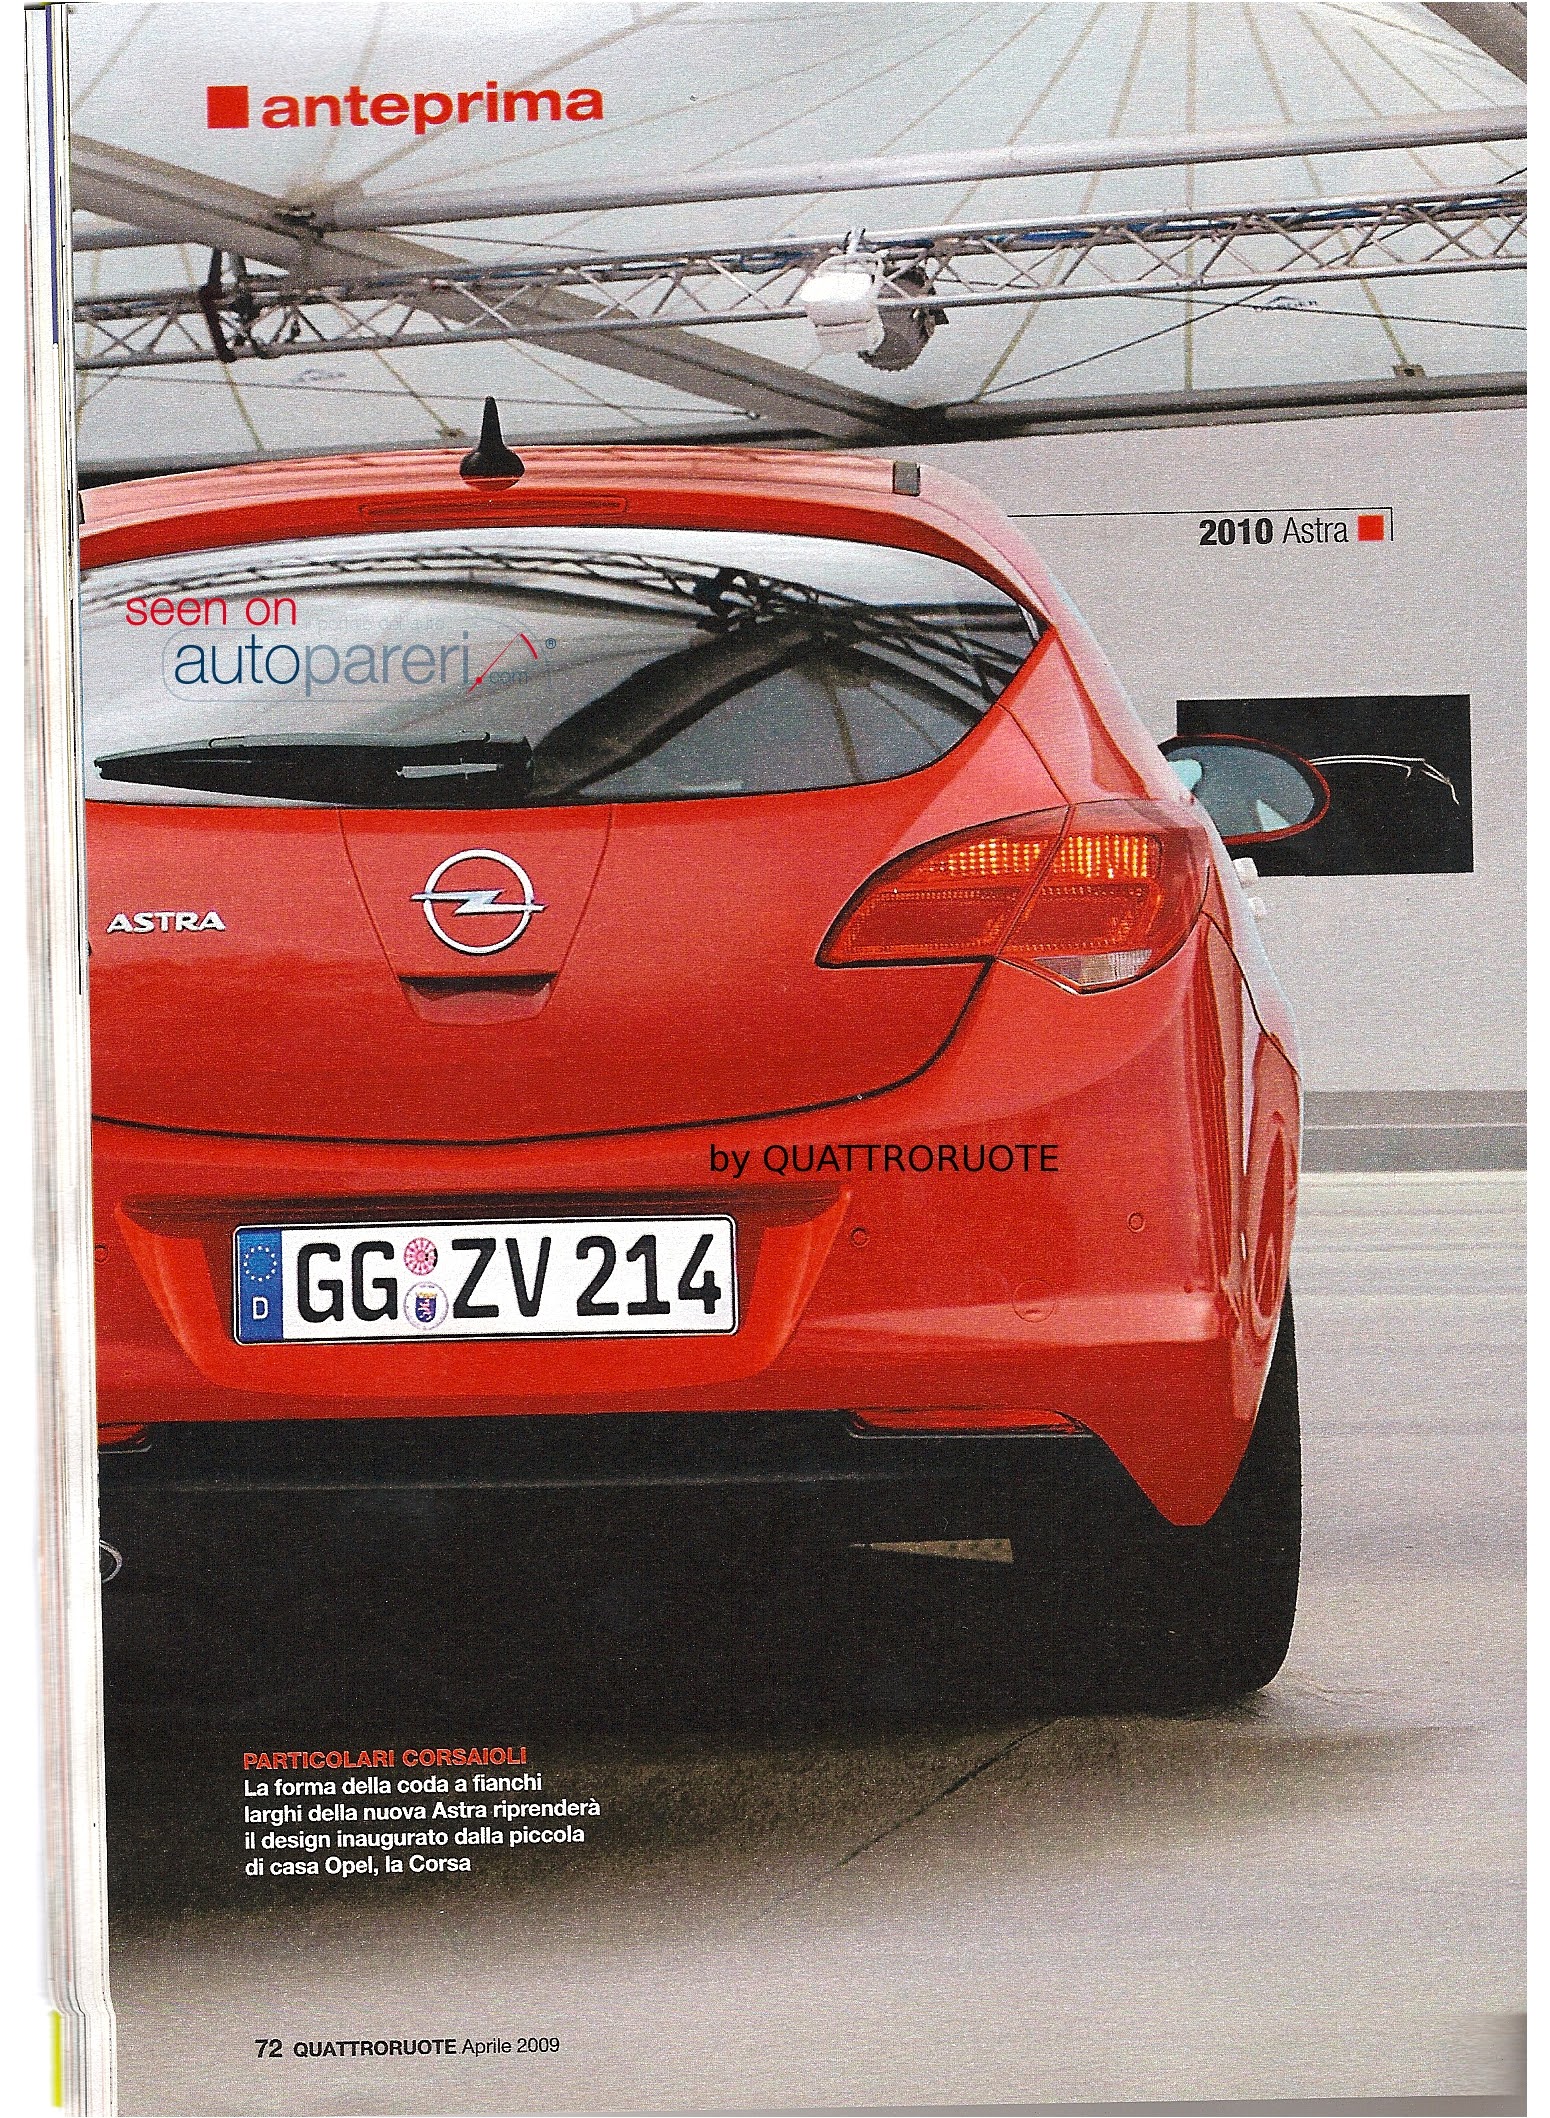 anteprima
2010 Astra
seen on
autopareri.com
®
ASTRA
by QUATTRORUOTE
D
GG ZV 214
PARTICOLARI CORSAIOLI
La forma della coda a fianchi
larghi della nuova Astra riprenderà
il design inaugurato dalla piccola
di casa Opel, la Corsa
72 QUATTRORUOTE Aprile 2009